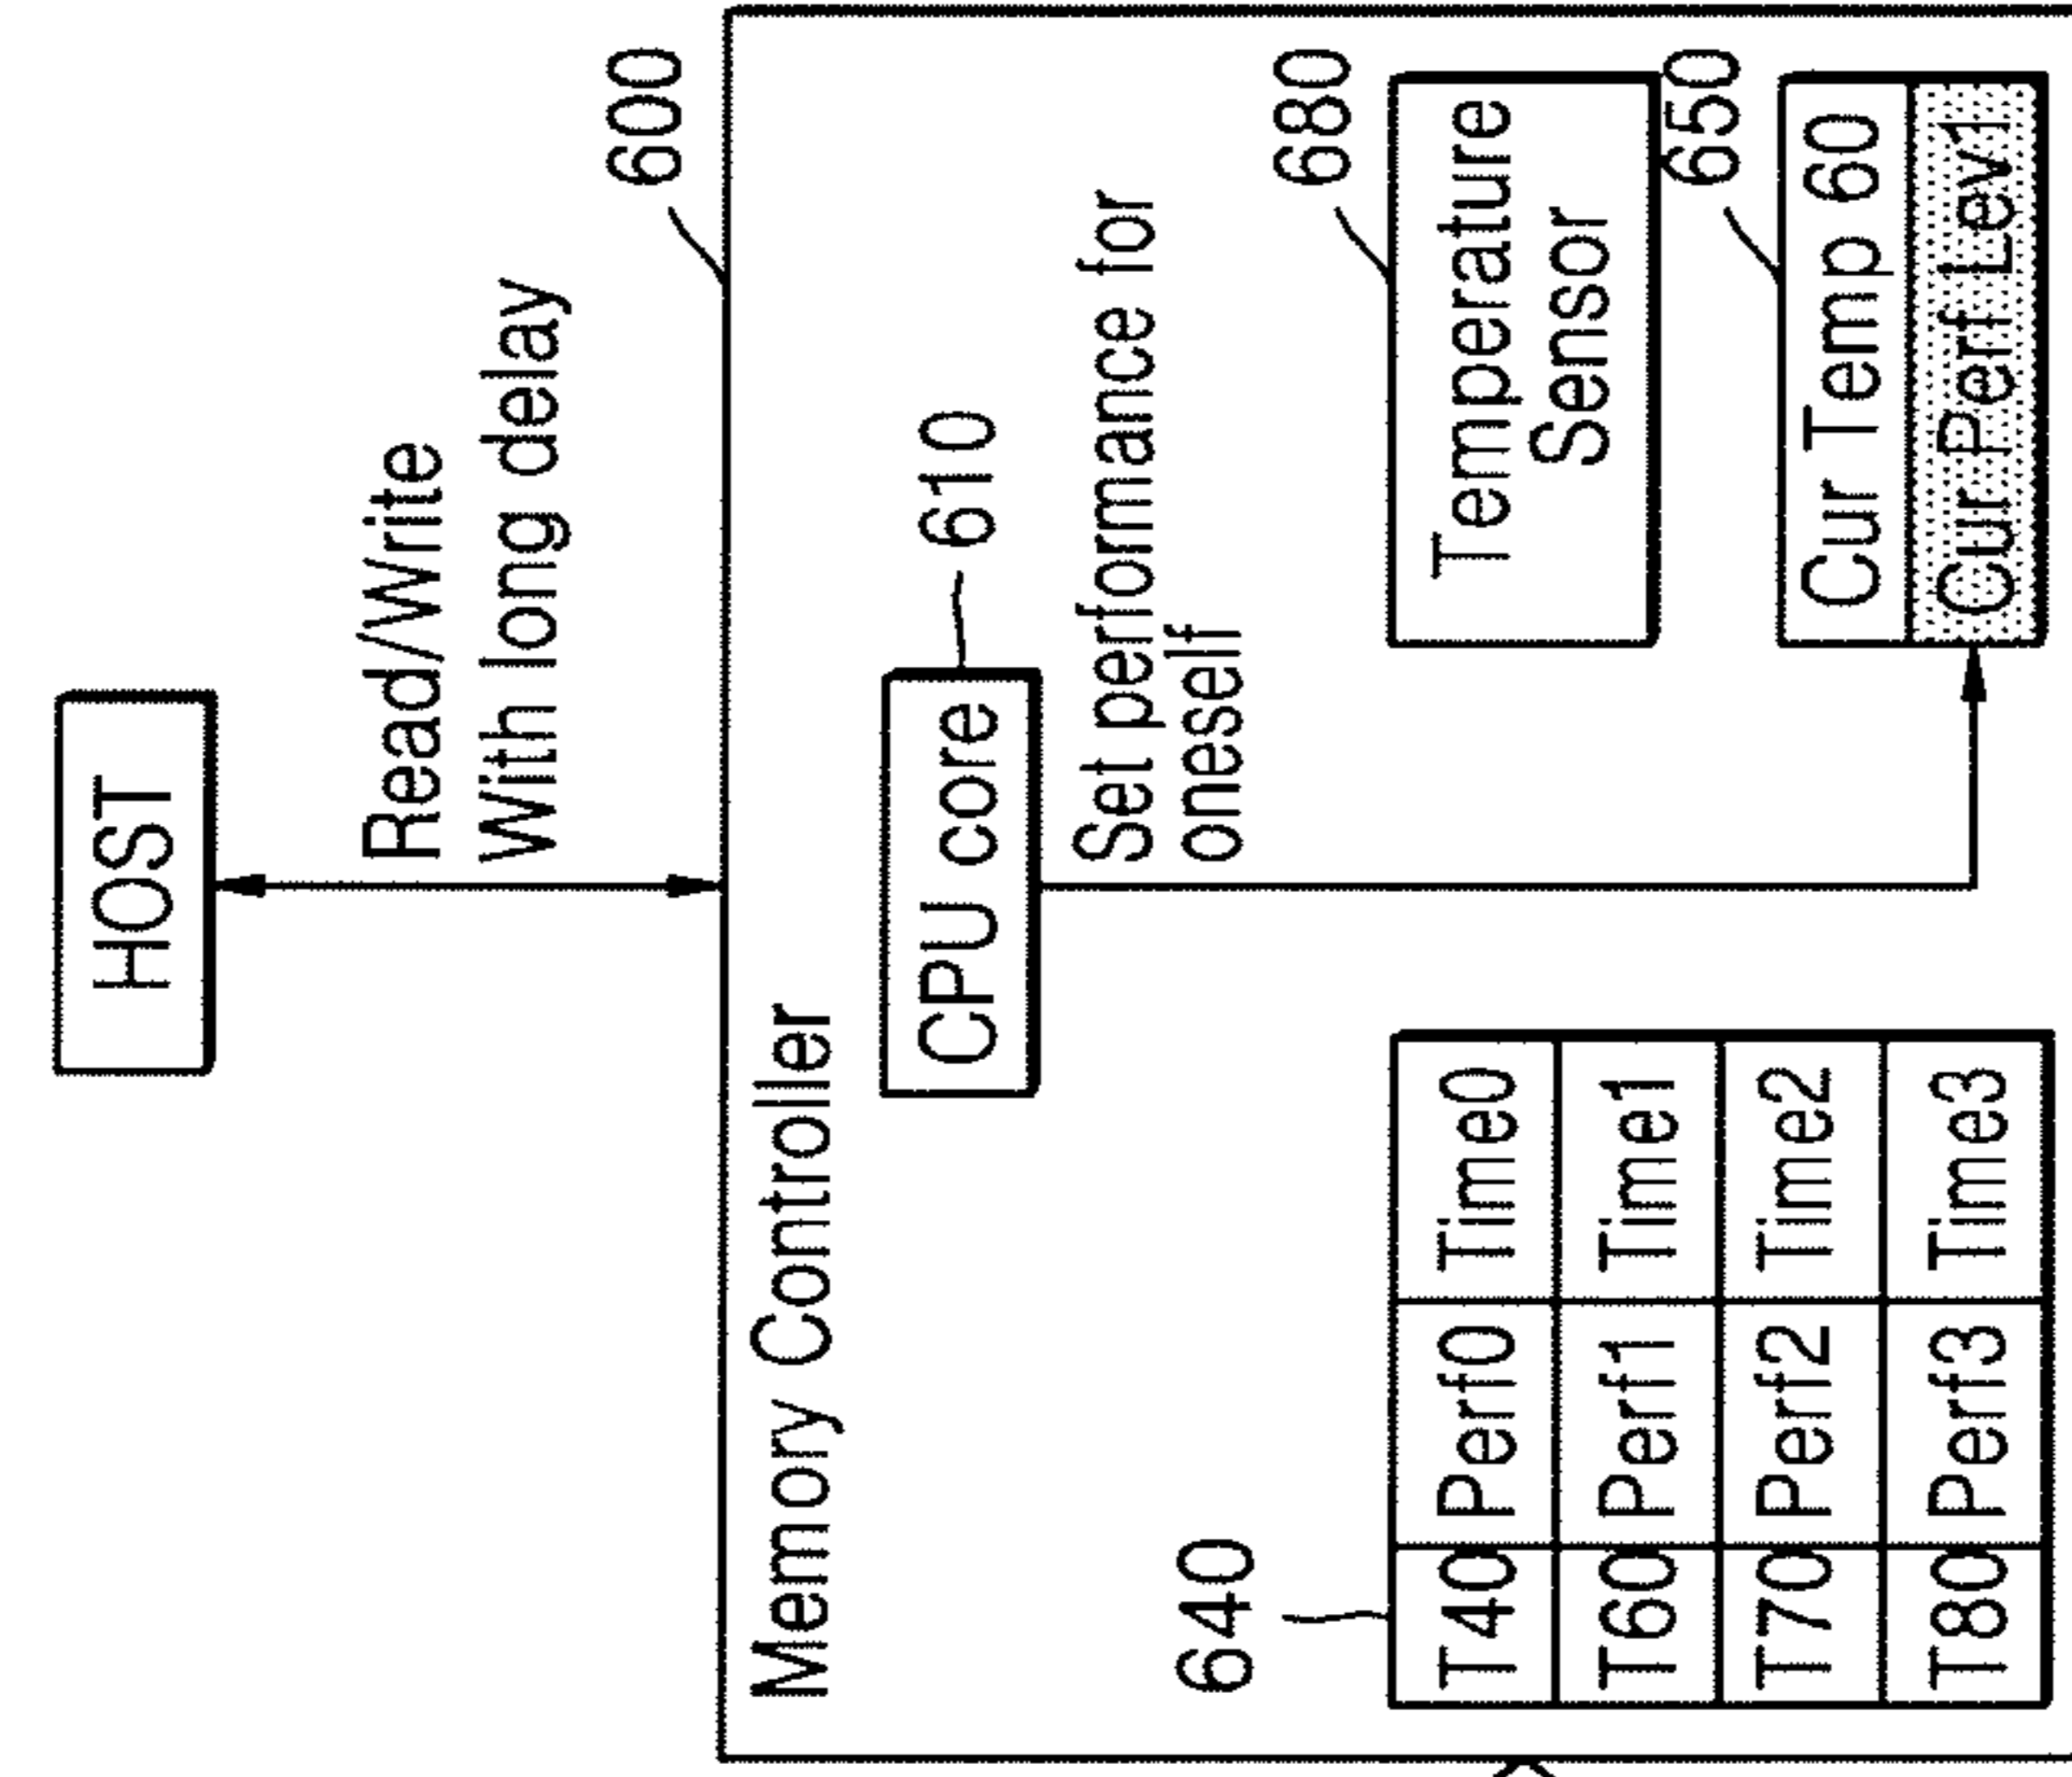 HOST
Read/Write
With long delay
600
Memory Controller
CPU core
610
Set performance for
oneself
640
680
T40 Perf0 Time0
T60 Perf1 Time1
T70 Perf2 Time2
T80 Perf3 Time3
Temperature
Sensor
650
Cur Temp 60
Cur Perf Lev1